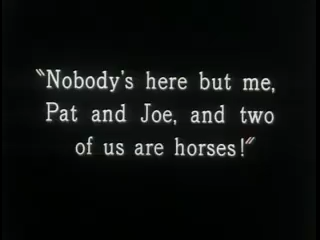 "Nobody's here but me,
Pat and Joe, and two
of us are horses!"